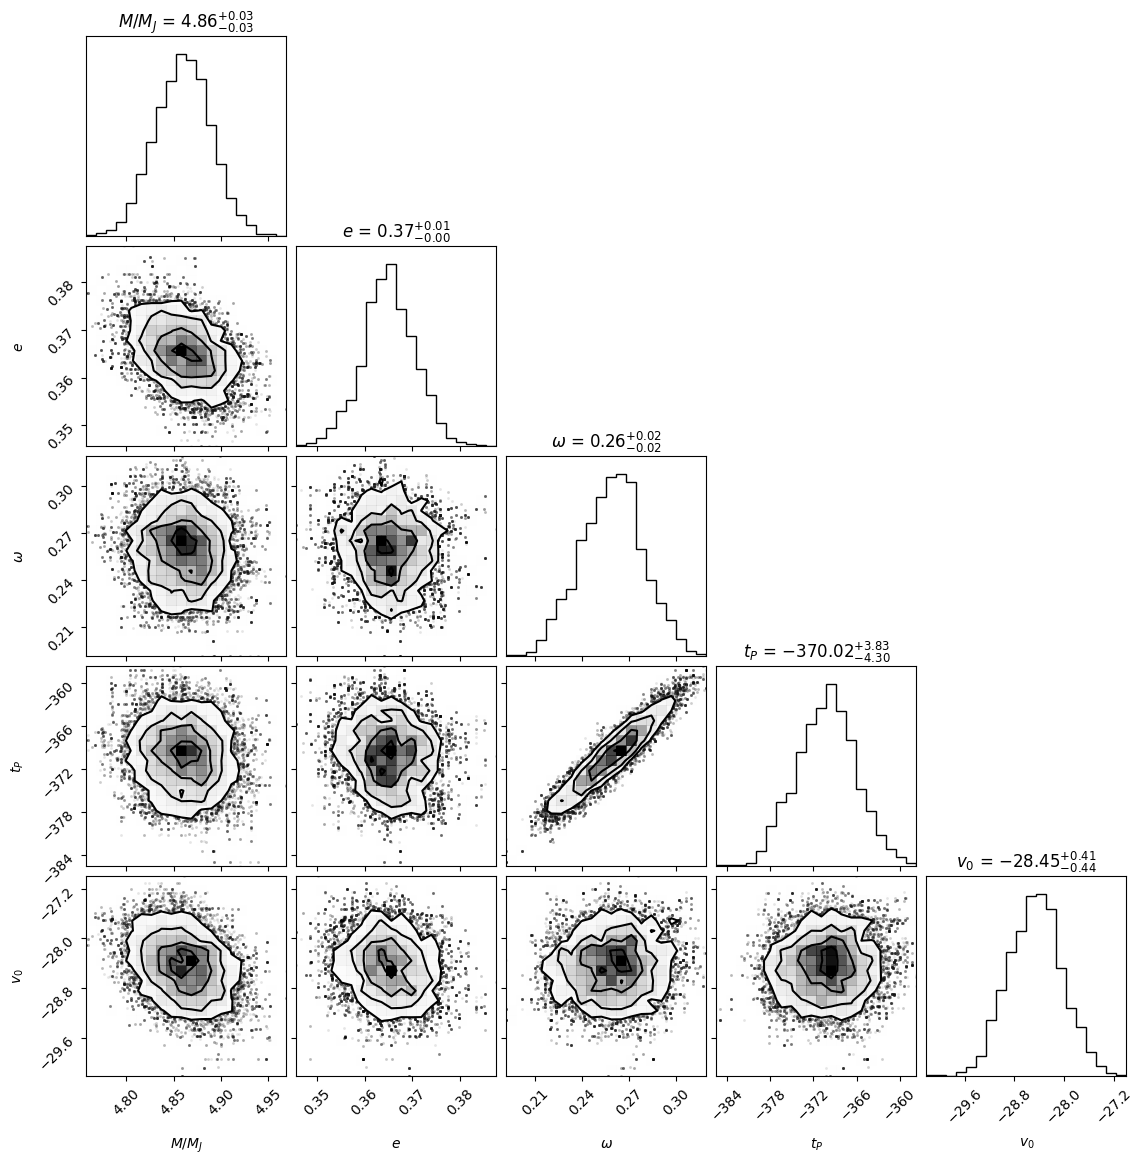 M/M_J = 4.86^{+0.03}_{−0.03}
e = 0.37^{+0.01}_{−0.00}
0.38
0.37
0.36
0.35
e
ω = 0.26^{+0.02}_{−0.02}
0.30
0.27
0.24
0.21
ω
t_P = −370.02^{+3.83}_{−4.30}
−360
−366
−372
−378
−384
t_P
v_0 = −28.45^{+0.41}_{−0.44}
−27.2
−28.0
−28.8
−29.6
v_0
4.80 4.85 4.90 4.95 0.35 0.36 0.37 0.38 0.21 0.24 0.27 0.30 −384 −378 −372 −366 −360 −29.6 −28.8 −28.0 −27.2
M/M_J e ω t_P v_0